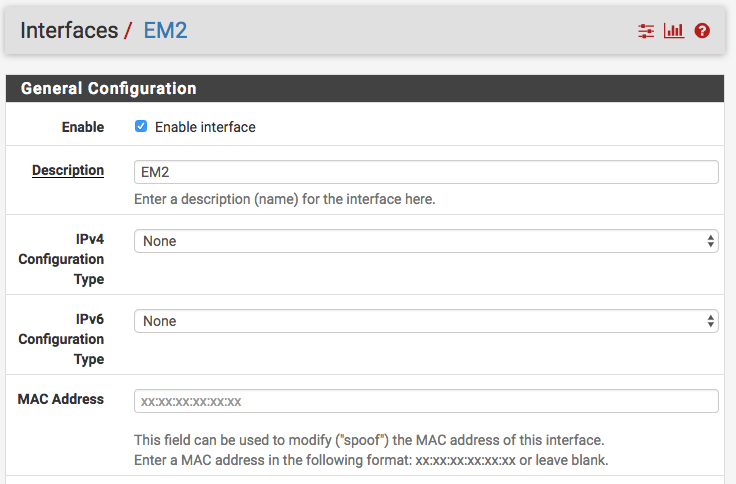 Interfaces / EM2
General Configuration
Enable
Enable interface
Description
EM2
Enter a description (name) for the interface here.
IPv4
Configuration
Type
None
IPv6
Configuration
Type
None
MAC Address
xx:xx:xx:xx:xx:xx
This field can be used to modify ("spoof") the MAC address of this interface.
Enter a MAC address in the following format: xx:xx:xx:xx:xx:xx or leave blank.